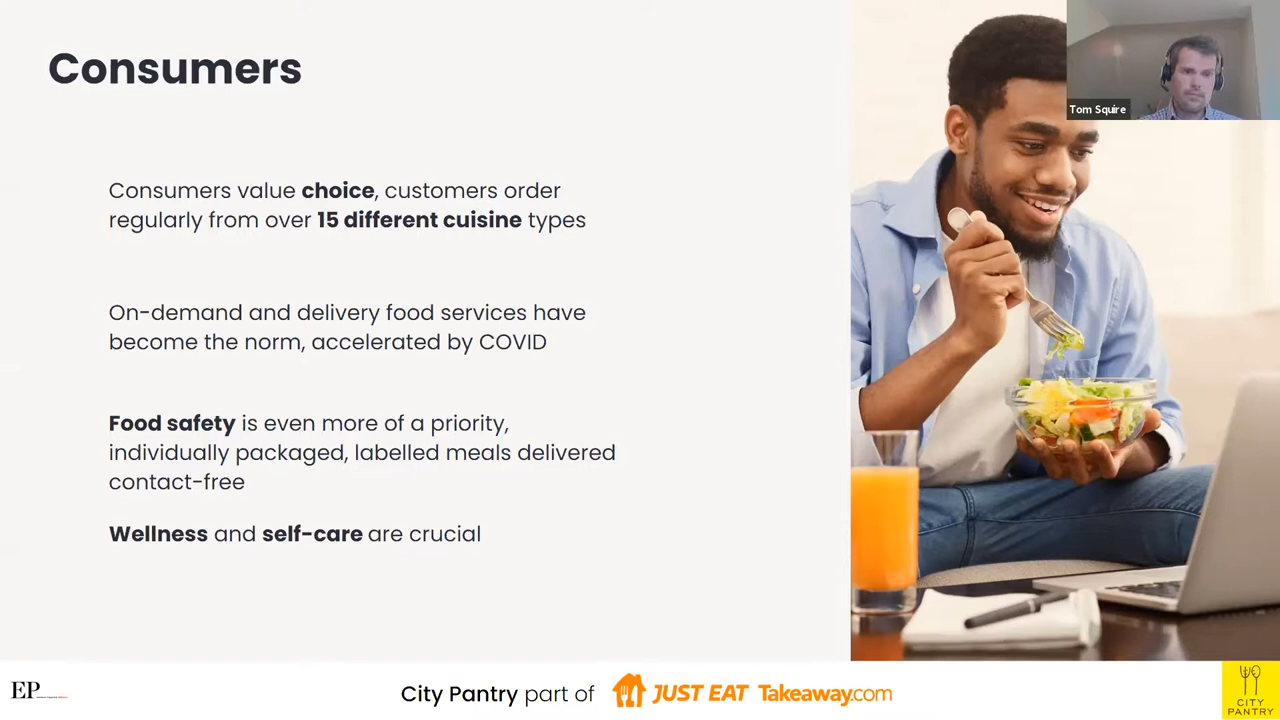 Consumers
Tom Squire
Consumers value choice, customers order
regularly from over 15 different cuisine types
On-demand and delivery food services have
become the norm, accelerated by COVID
Food safety is even more of a priority,
individually packaged, labelled meals delivered
contact-free
Wellness and self-care are crucial
EP
City Pantry part of JUST EAT Takeaway.com
CITY
PANTRY